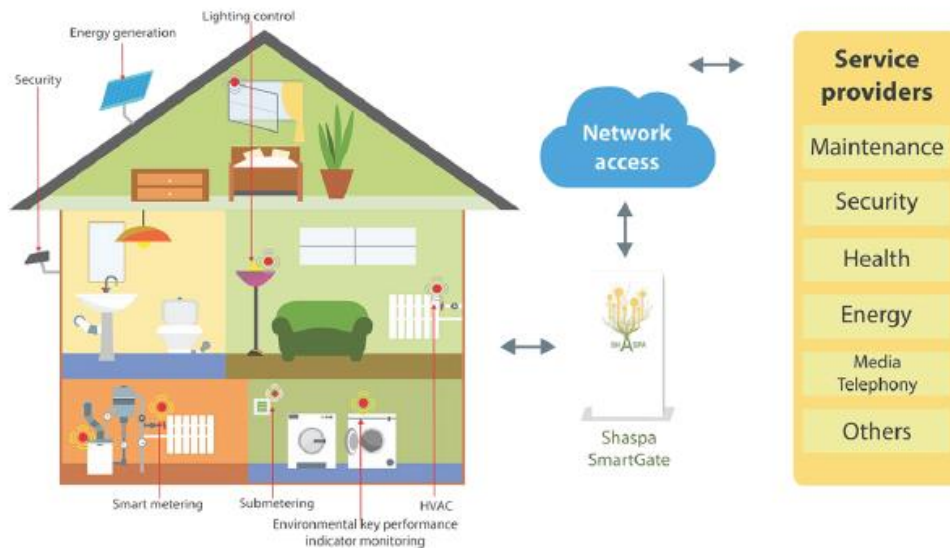 Lighting control
Energy generation
Security
Network
access
Service
providers
Maintenance
Security
Health
Energy
Media
Telephony
Others
Shaspa
SmartGate
Smart metering
Submetering
HVAC
Environmental key performance
indicator monitoring